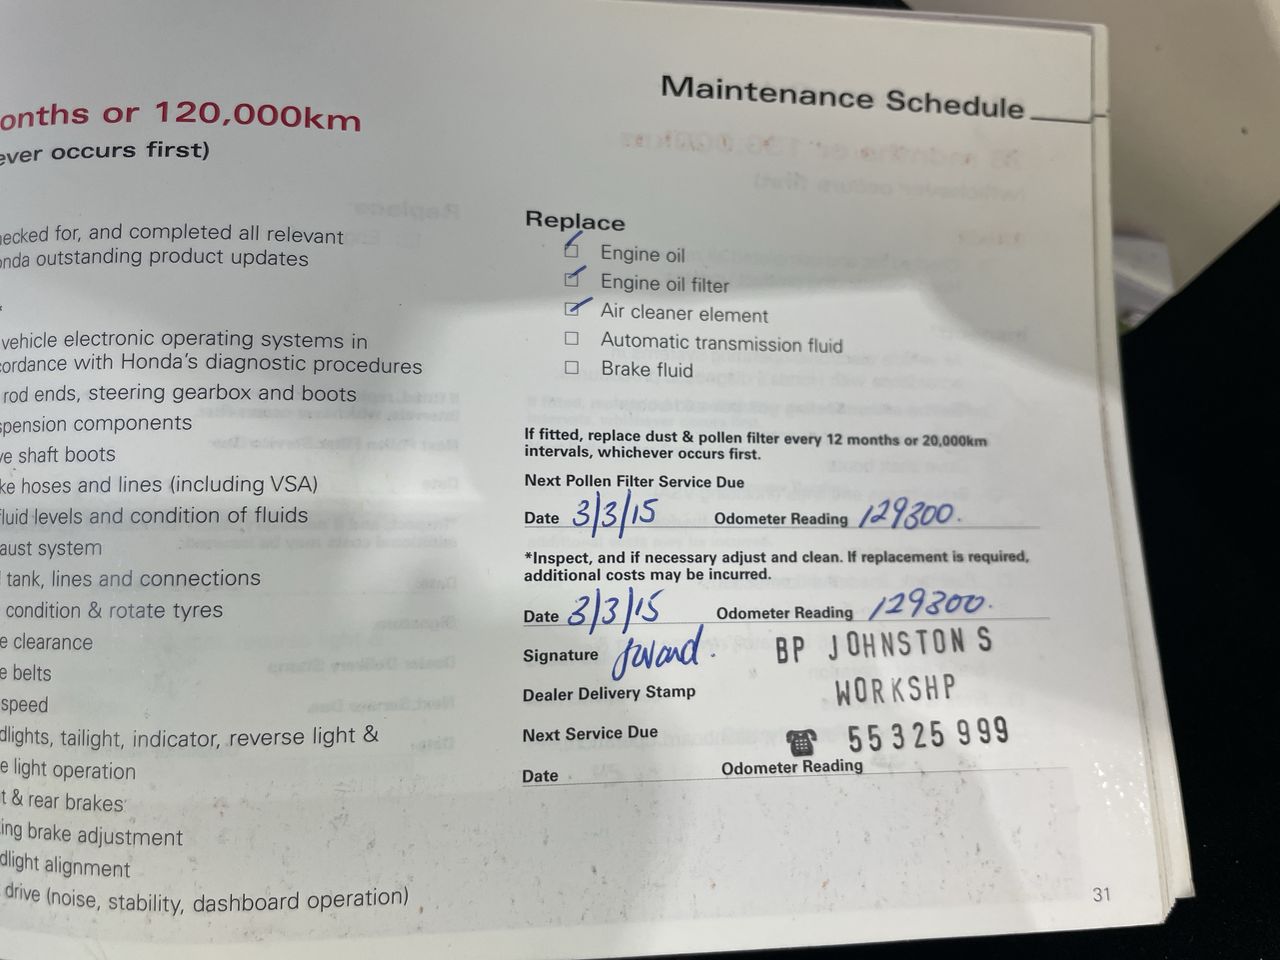 Maintenance Schedule
onths or 120,000km
ever occurs first)
ecked for, and completed all relevant
nda outstanding product updates
*
vehicle electronic operating systems in
cordance with Honda's diagnostic procedures
rod ends, steering gearbox and boots
spension components
ve shaft boots
ke hoses and lines (including VSA)
fluid levels and condition of fluids
aust system
tank, lines and connections
condition & rotate tyres
e clearance
e belts
speed
dlights, tailight, indicator, reverse light &
e light operation
t & rear brakes
ing brake adjustment
dlight alignment
drive (noise, stability, dashboard operation)
Replace
Engine oil
Engine oil filter
Air cleaner element
Automatic transmission fluid
Brake fluid
If fitted, replace dust & pollen filter every 12 months or 20,000km
intervals, whichever occurs first.
Next Pollen Filter Service Due
Date 3/3/15 Odometer Reading 129300.
*Inspect, and if necessary adjust and clean. If replacement is required,
additional costs may be incurred.
Date 3/3/15 Odometer Reading 129300.
Signature
BP JOHNSTONS
Dealer Delivery Stamp WORKSHP
Next Service Due ☎ 55325999
Date Odometer Reading
31